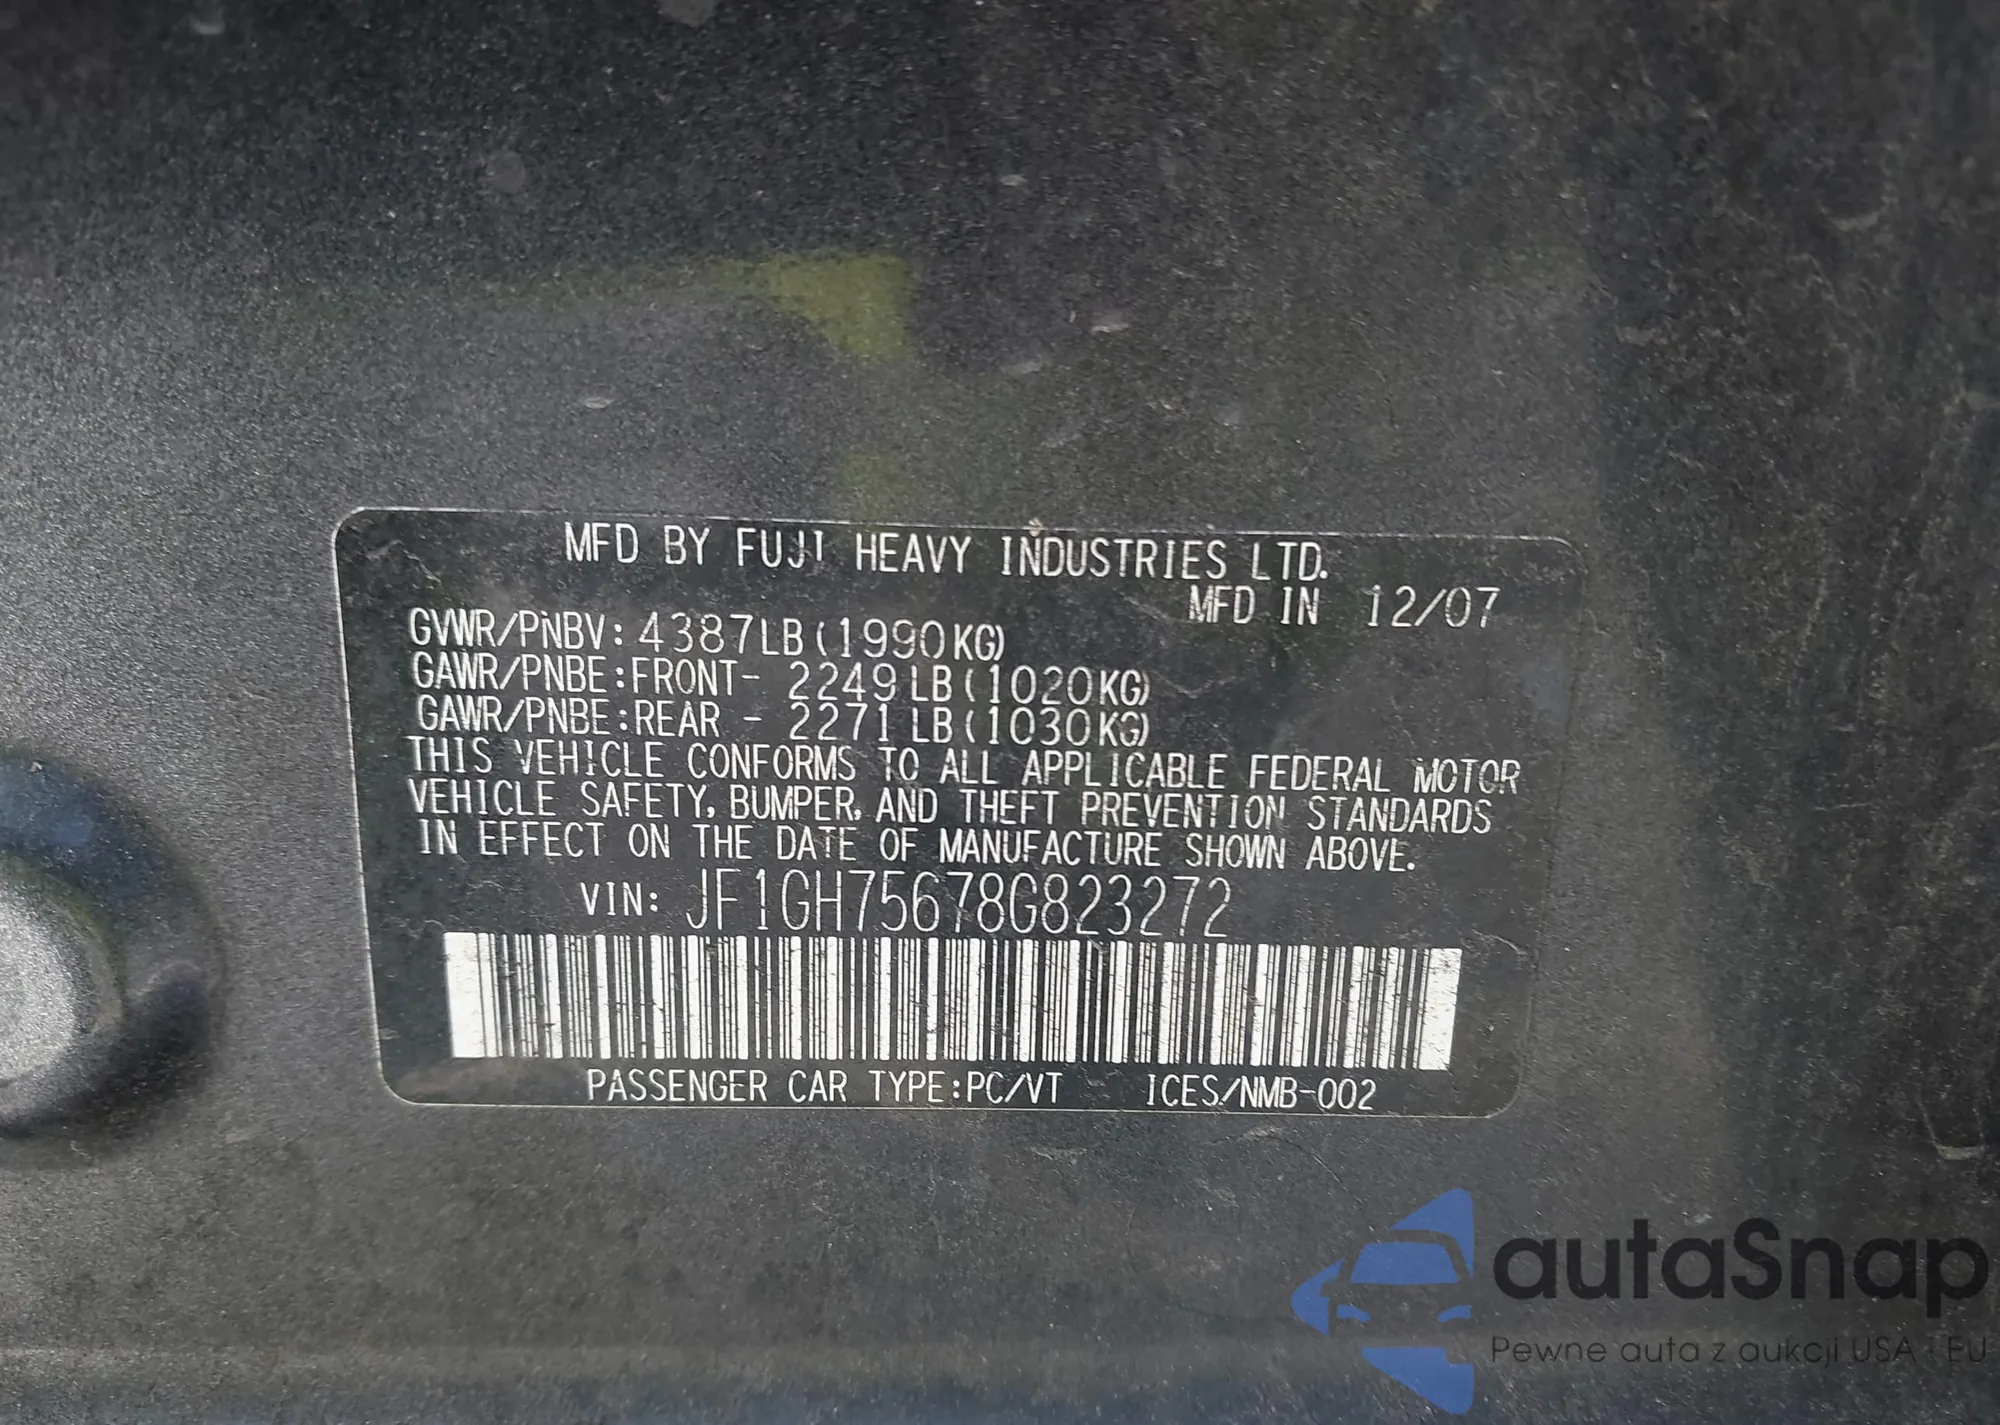 MFD BY FUJI HEAVY INDUSTRIES LTD.
MFD IN 12/07
GVWR/PNBV: 4387LB(1990KG)
GAWR/PNBE:FRONT- 2249LB(1020KG)
GAWR/PNBE:REAR - 2271LB(1030KG)
THIS VEHICLE CONFORMS TO ALL APPLICABLE FEDERAL MOTOR
VEHICLE SAFETY, BUMPER, AND THEFT PREVENTION STANDARDS
IN EFFECT ON THE DATE OF MANUFACTURE SHOWN ABOVE.
VIN: JF1GH75678G823272
PASSENGER CAR TYPE:PC/VT ICES/NMB-002
autaSnap
Pewne auta z aukcji USA i EU